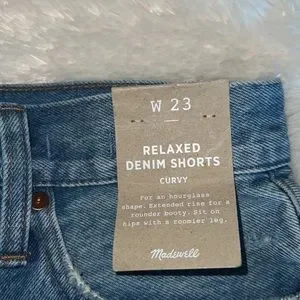 W 23
RELAXED
DENIM SHORTS
CURVY
For an hourglass
shape. Extended rise for a
rounder booty. Sit on
hips with a roomier leg.
Madewell